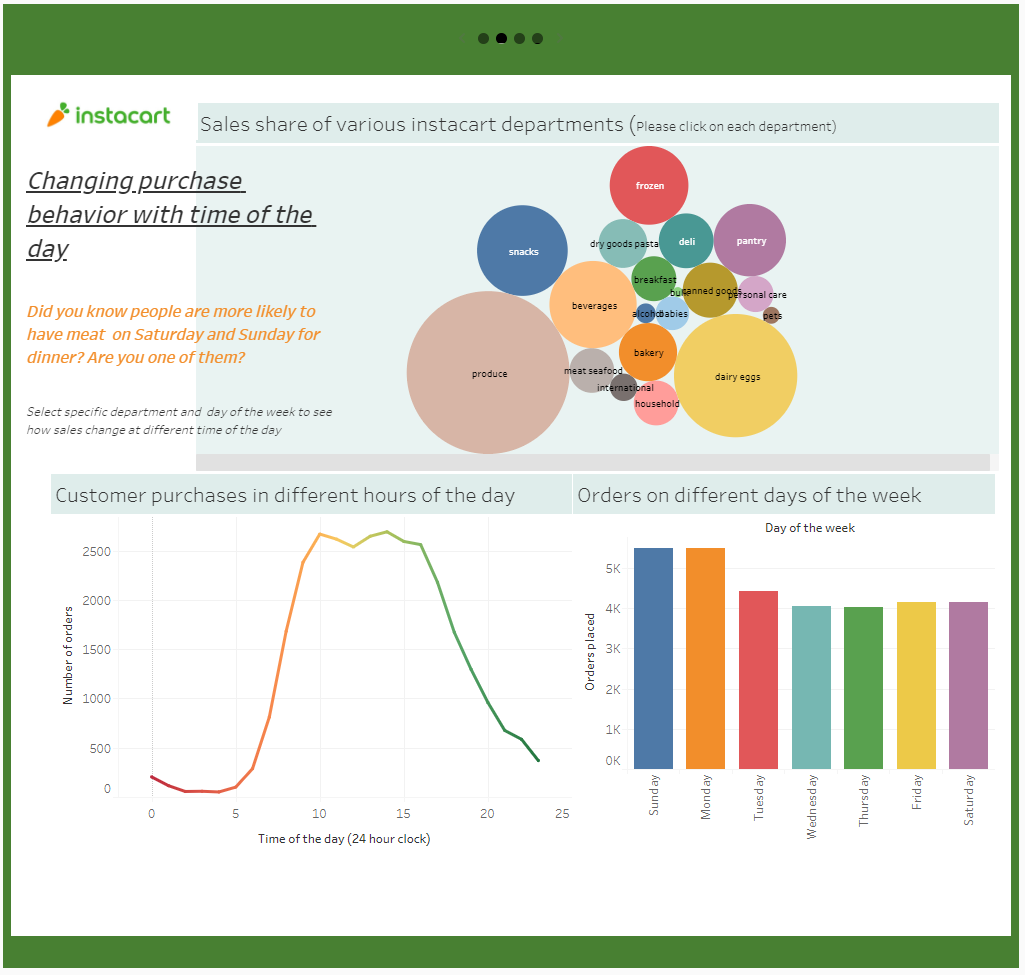 instacart
Sales share of various instacart departments (Please click on each department)
Changing purchase
behavior with time of the
day
Did you know people are more likely to
have meat  on Saturday and Sunday for
dinner? Are you one of them?
Select specific department and  day of the week to see
how sales change at different time of the day
frozen
snacks
dry goods pasta
deli
pantry
breakfast
canned goods
personal care
beverages
alcohol
babies
pets
bakery
produce
meat seafood
dairy eggs
international
household
Customer purchases in different hours of the day
Number of orders
2500
2000
1500
1000
500
0
0 5 10 15 20 25
Time of the day (24 hour clock)
Orders on different days of the week
Day of the week
Orders placed
5K
4K
3K
2K
1K
0K
Sunday
Monday
Tuesday
Wednesday
Thursday
Friday
Saturday